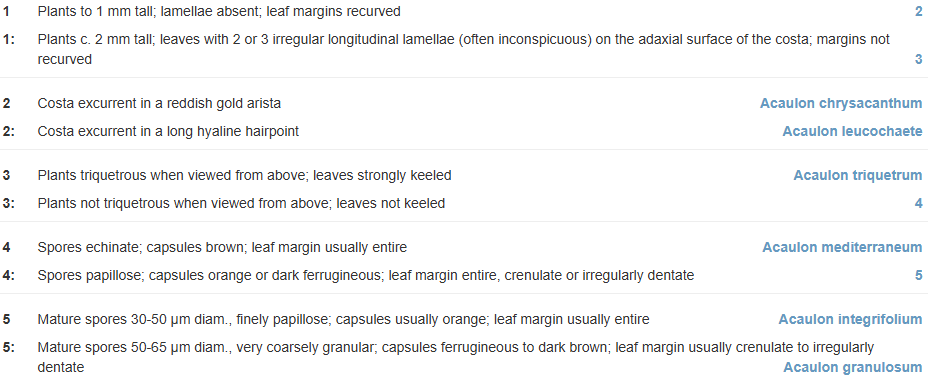 1 Plants to 1 mm tall; lamellae absent; leaf margins recurved 2
1: Plants c. 2 mm tall; leaves with 2 or 3 irregular longitudinal lamellae (often inconspicuous) on the adaxial surface of the costa; margins not
recurved 3
2 Costa excurrent in a reddish gold arista Acaulon chrysacanthum
2: Costa excurrent in a long hyaline hairpoint Acaulon leucochaete
3 Plants triquetrous when viewed from above; leaves strongly keeled Acaulon triquetrum
3: Plants not triquetrous when viewed from above; leaves not keeled 4
4 Spores echinate; capsules brown; leaf margin usually entire Acaulon mediterraneum
4: Spores papillose; capsules orange or dark ferrugineous; leaf margin entire, crenulate or irregularly dentate 5
5 Mature spores 30-50 µm diam., finely papillose; capsules usually orange; leaf margin usually entire Acaulon integrifolium
5: Mature spores 50-65 µm diam., very coarsely granular; capsules ferrugineous to dark brown; leaf margin usually crenulate to irregularly
dentate Acaulon granulosum